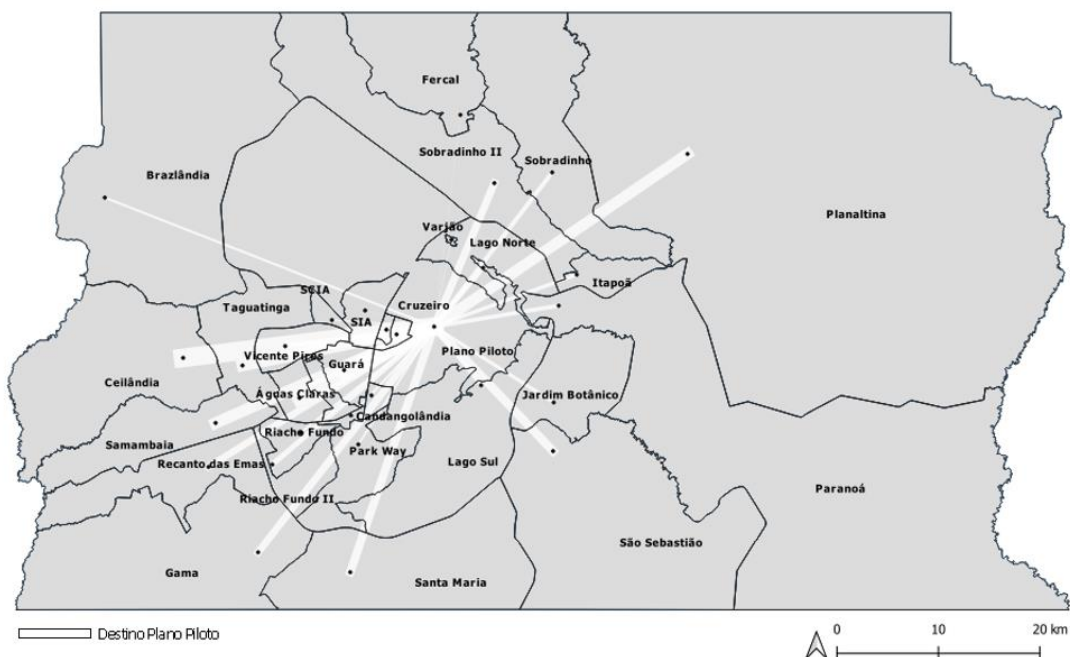 Fercal
Sobradinho II
Sobradinho
Brazlândia
Planaltina
Varjão
Lago Norte
Itapoã
SCIA
Taguatinga
Cruzeiro
SIA
Plano Piloto
Vicente Pires
Guará
Ceilândia
Águas Claras
Jardim Botânico
Candangolândia
Riacho Fundo
Samambaia
Park Way
Recanto das Emas
Lago Sul
Paranoá
Riacho Fundo II
São Sebastião
Gama
Santa Maria
Destino Plano Piloto
0 10 20 km